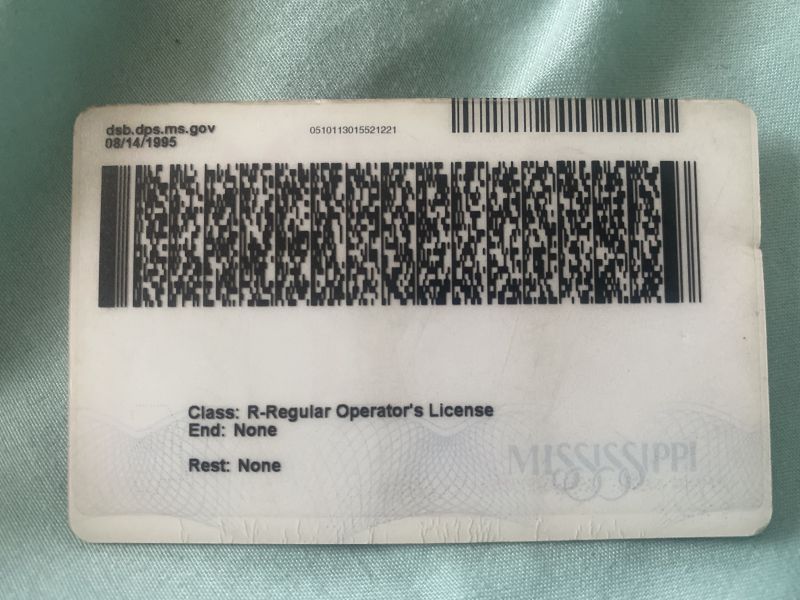 dsb.dps.ms.gov
08/14/1995
0510113015521221
Class: R-Regular Operator's License
End: None
Rest: None
MISSISSIPPI